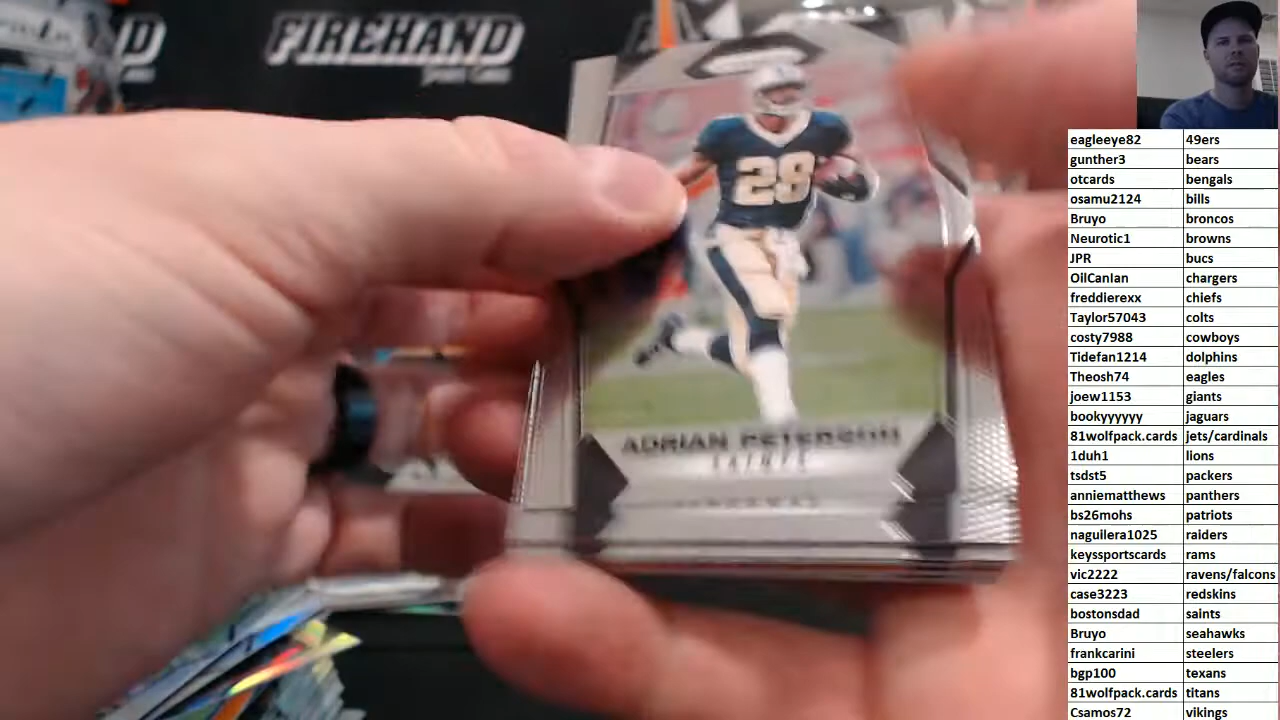 FIREHAND
28
ADRIAN PETERSON
SAINTS
eagleeye82 49ers
gunther3 bears
otcards bengals
osamu2124 bills
Bruyo broncos
Neurotic1 browns
JPR bucs
OilCanIan chargers
freddierexx chiefs
Taylor57043 colts
costy7988 cowboys
Tidefan1214 dolphins
Theosh74 eagles
joew1153 giants
bookyyyyyy jaguars
81wolfpack.cards jets/cardinals
1duh1 lions
tsdst5 packers
anniematthews panthers
bs26mohs patriots
naguilera1025 raiders
keyssportscards rams
vic2222 ravens/falcons
case3223 redskins
bostonsdad saints
Bruyo seahawks
frankcarini steelers
bgp100 texans
81wolfpack.cards titans
Csamos72 vikings